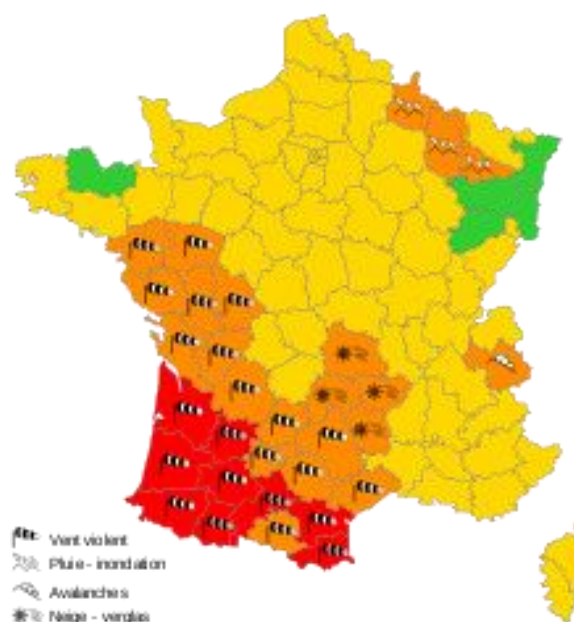 Vent violent
Pluie - inondation
Avalanches
Neige - verglas